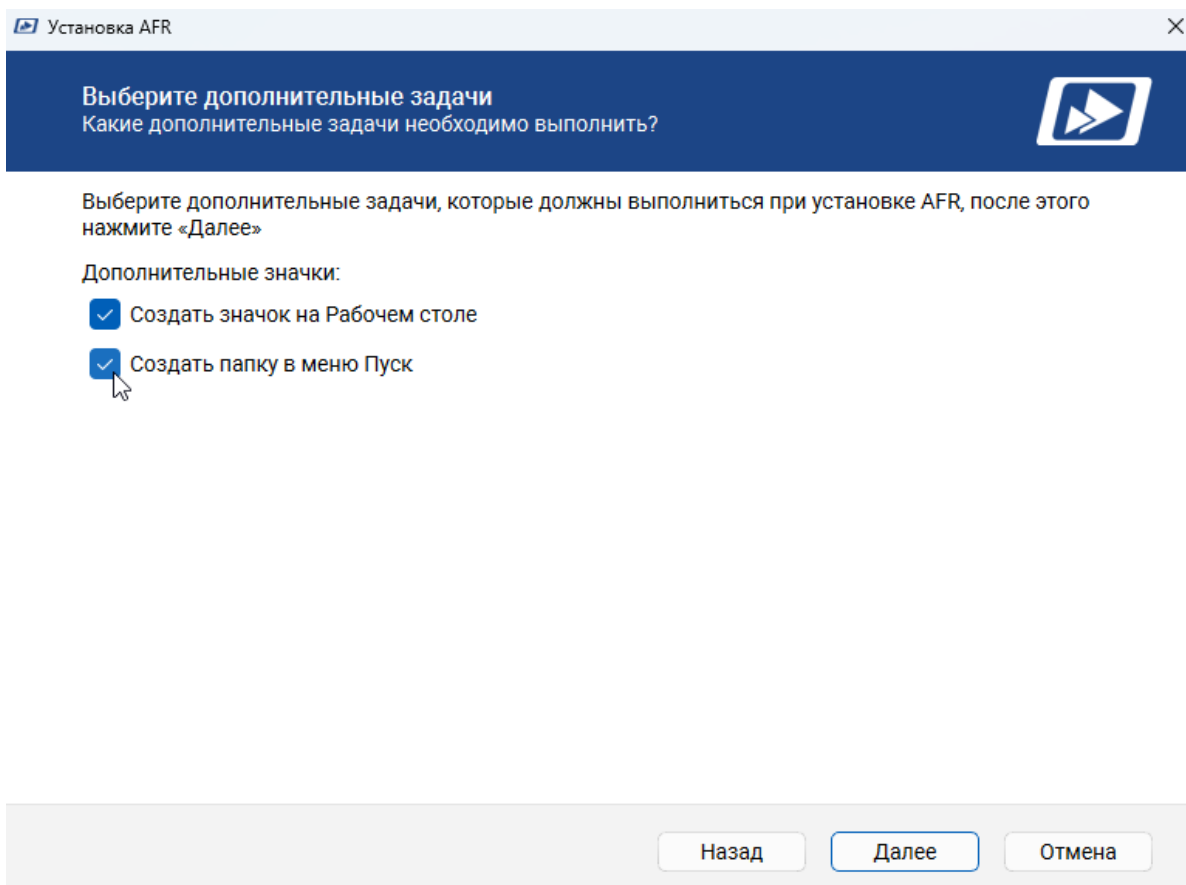 Установка AFR
Выберите дополнительные задачи
Какие дополнительные задачи необходимо выполнить?
Выберите дополнительные задачи, которые должны выполниться при установке AFR, после этого
нажмите «Далее»
Дополнительные значки:
Создать значок на Рабочем столе
Создать папку в меню Пуск
Назад
Далее
Отмена